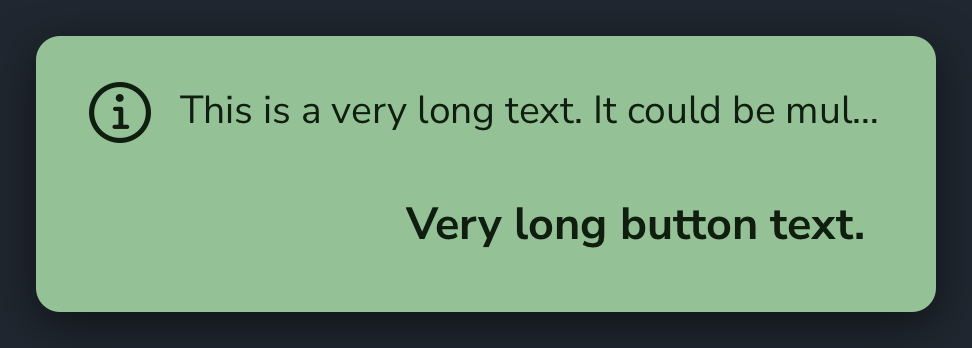 This is a very long text. It could be mul...
Very long button text.